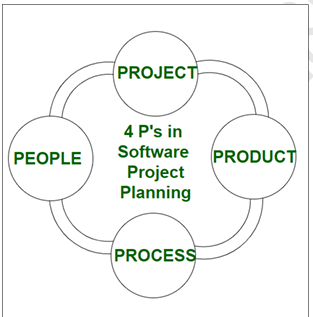 PROJECT
4 P's in
Software
Project
Planning
PEOPLE
PRODUCT
PROCESS